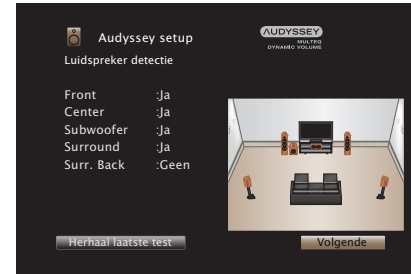 Audyssey setup
AUDYSSEY
MULTEQ
DYNAMIC VOLUME
Luidspreker detectie
Front :Ja
Center :Ja
Subwoofer :Ja
Surround :Ja
Surr. Back :Geen
Herhaal laatste test
Volgende